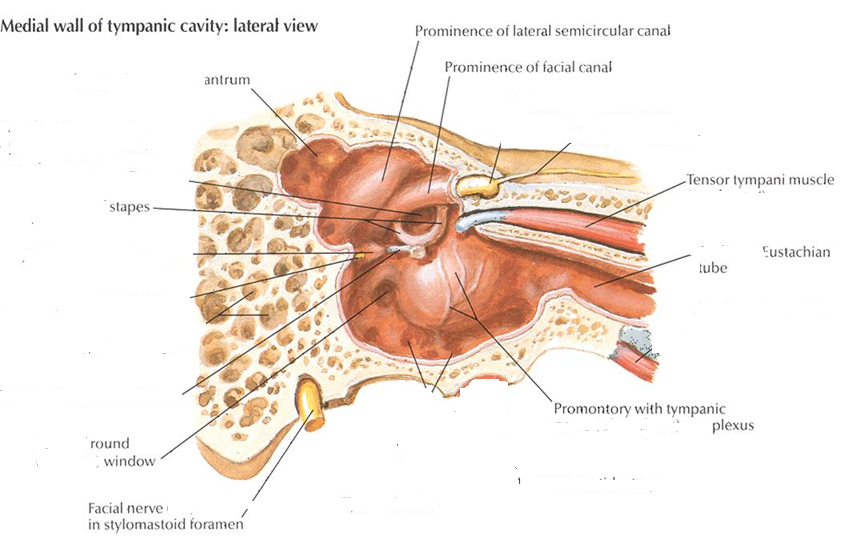 Medial wall of tympanic cavity: lateral view
Prominence of lateral semicircular canal
Prominence of facial canal
antrum
Tensor tympani muscle
stapes
Eustachian
tube
Promontory with tympanic
plexus
round
window
Facial nerve
in stylomastoid foramen